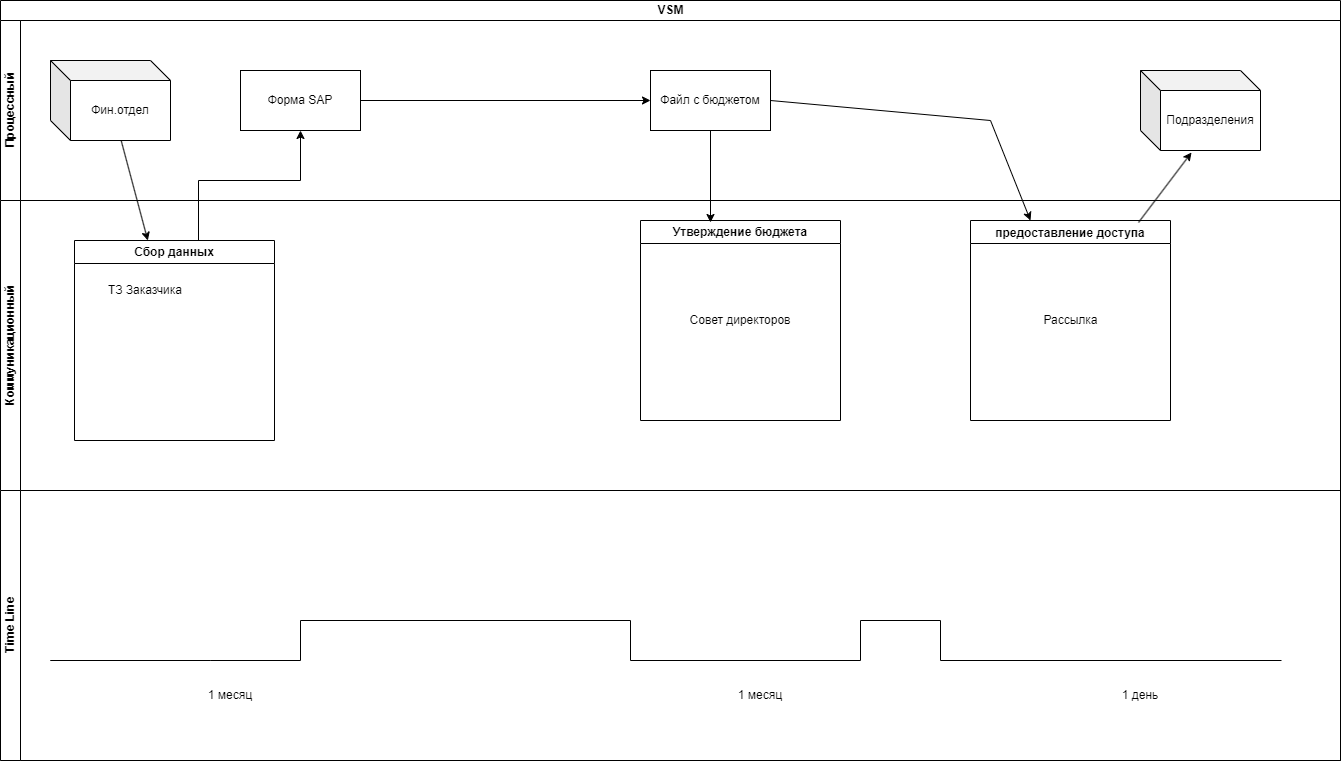 VSM
Процессный
Фин.отдел
Форма SAP
Файл с бюджетом
Подразделения
Коммуникационный
Сбор данных
ТЗ Заказчика
Утверждение бюджета
Совет директоров
предоставление доступа
Рассылка
Time Line
1 месяц
1 месяц
1 день